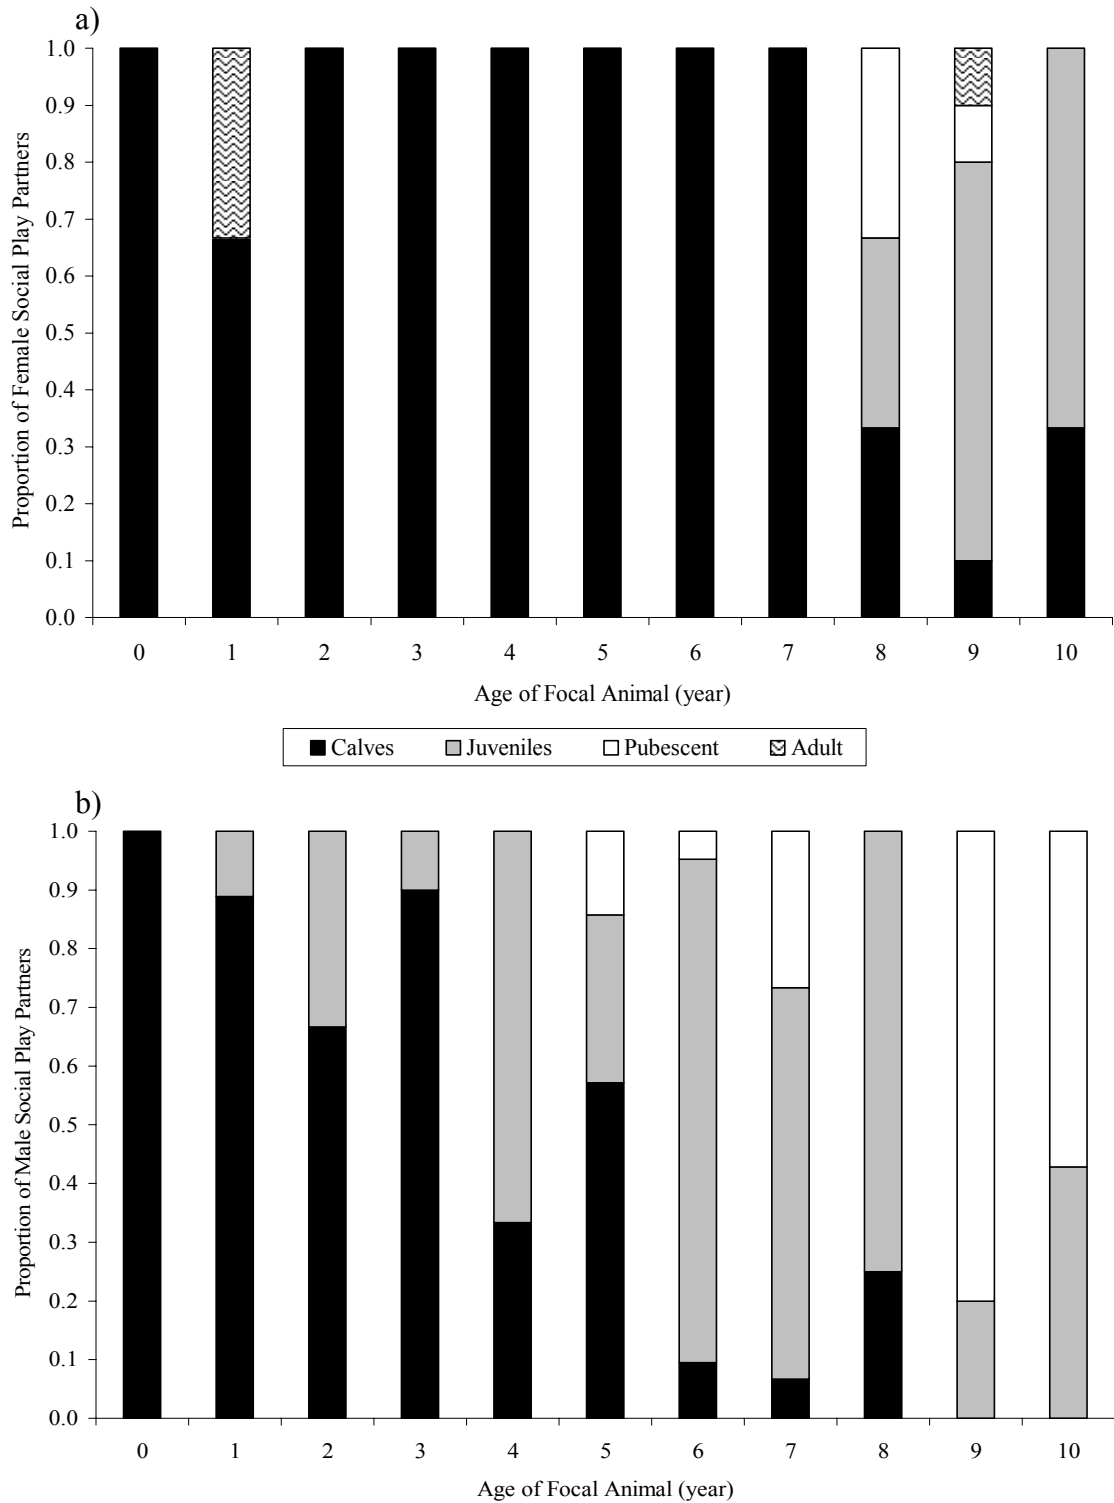 a)
1.0
0.9
0.8
0.7
0.6
0.5
0.4
0.3
0.2
0.1
0.0
Proportion of Female Social Play Partners
0 1 2 3 4 5 6 7 8 9 10
Age of Focal Animal (year)
Calves Juveniles Pubescent Adult
b)
1.0
0.9
0.8
0.7
0.6
0.5
0.4
0.3
0.2
0.1
0.0
Proportion of Male Social Play Partners
0 1 2 3 4 5 6 7 8 9 10
Age of Focal Animal (year)